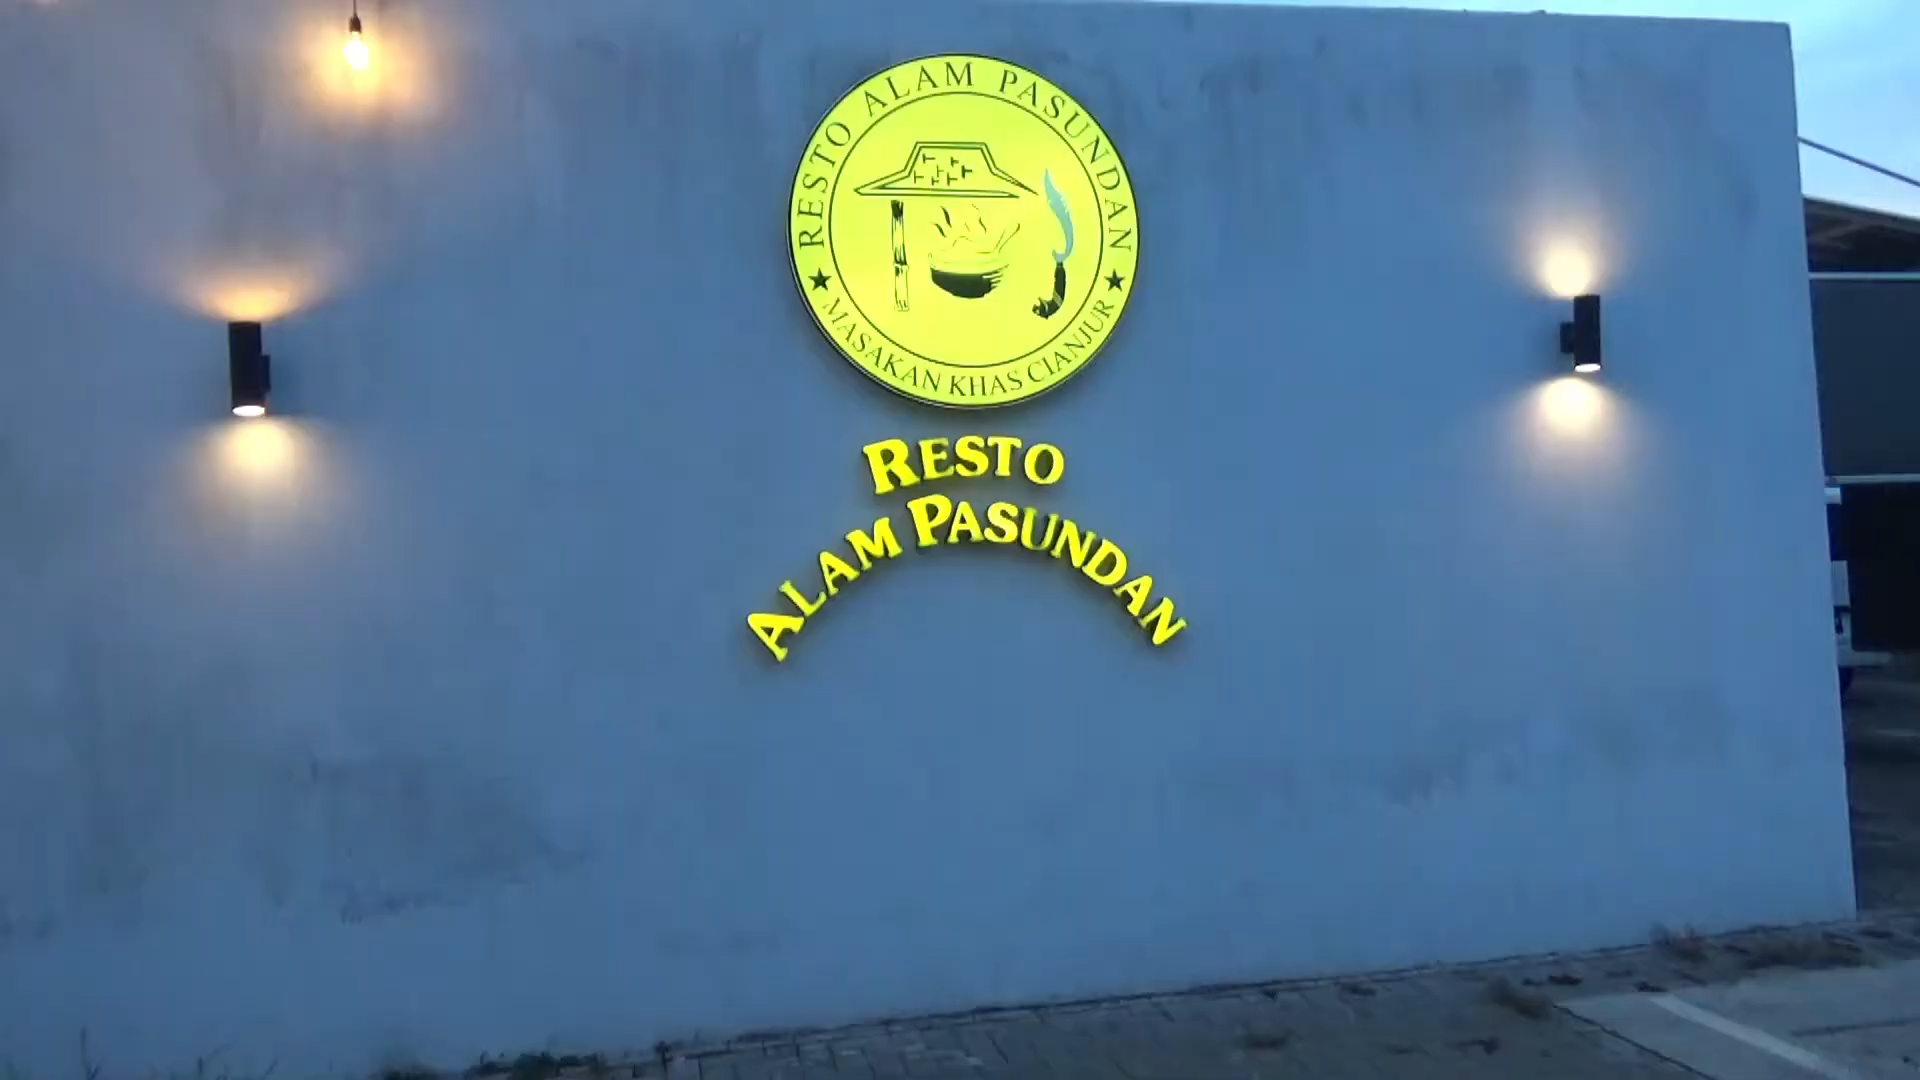 RESTO ALAM PASUNDAN
★ MASAKAN KHAS CIANJUR ★
RESTO
ALAM PASUNDAN